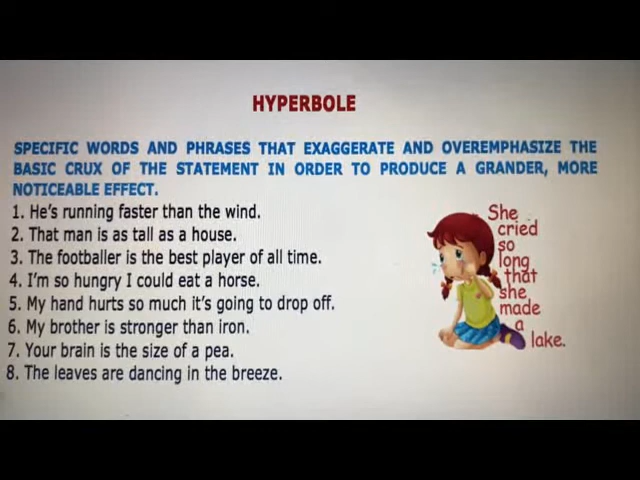 HYPERBOLE
SPECIFIC WORDS AND PHRASES THAT EXAGGERATE AND OVEREMPHASIZE THE
BASIC CRUX OF THE STATEMENT IN ORDER TO PRODUCE A GRANDER, MORE
NOTICEABLE EFFECT.
1. He's running faster than the wind.
2. That man is as tall as a house.
3. The footballer is the best player of all time.
4. I'm so hungry I could eat a horse.
5. My hand hurts so much it's going to drop off.
6. My brother is stronger than iron.
7. Your brain is the size of a pea.
8. The leaves are dancing in the breeze.
She
cried
so
long
that
she
made
a
lake.